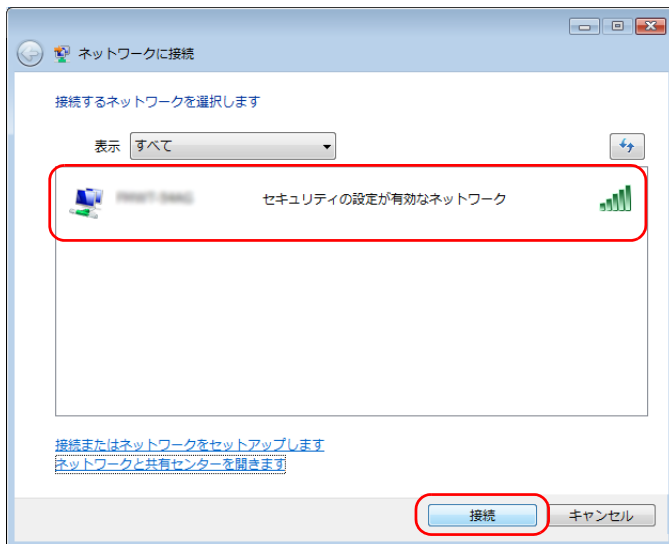 ネットワークに接続
接続するネットワークを選択します
表示 すべて
セキュリティの設定が有効なネットワーク
接続またはネットワークをセットアップします
ネットワークと共有センターを開きます
接続 キャンセル